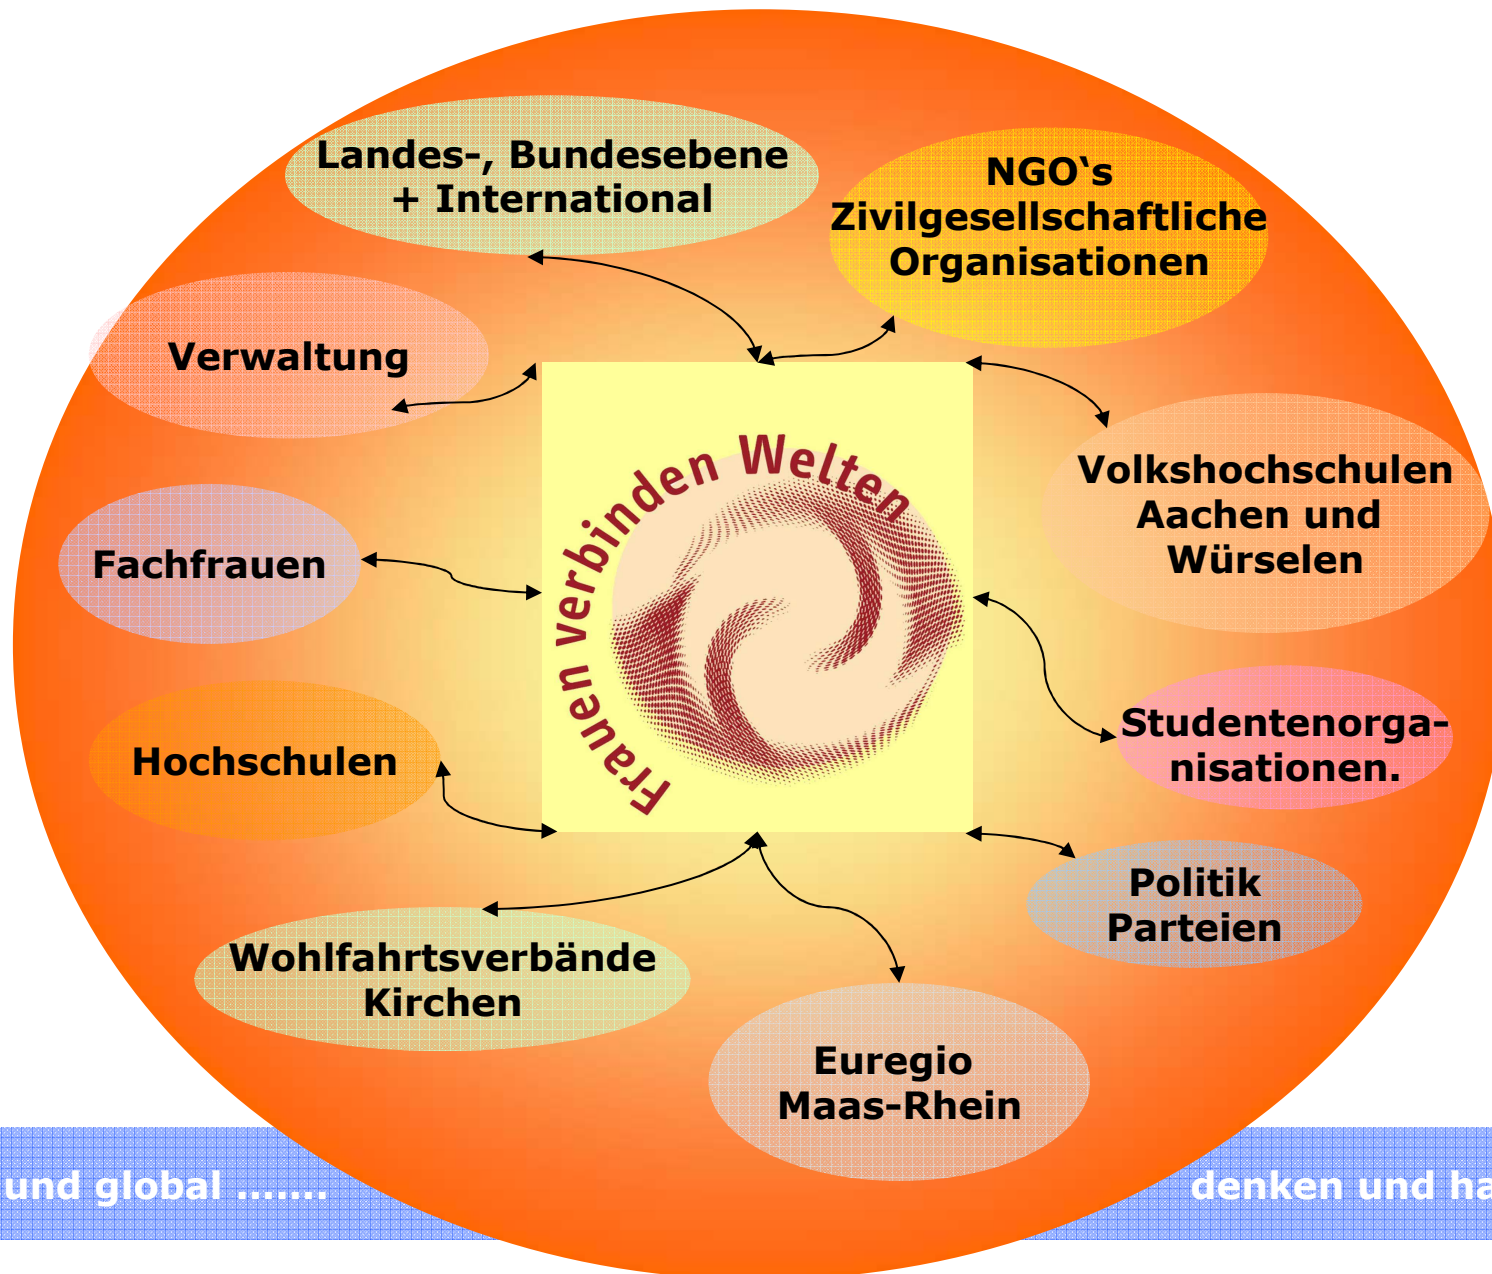 Landes-, Bundesebene
+ International
NGO‘s
Zivilgesellschaftliche
Organisationen
Verwaltung
Volkshochschulen
Aachen und
Würselen
Frauen verbinden Welten
Fachfrauen
Studentenorga-
nisationen.
Hochschulen
Politik
Parteien
Wohlfahrtsverbände
Kirchen
Euregio
Maas-Rhein
und global .......
denken und ha